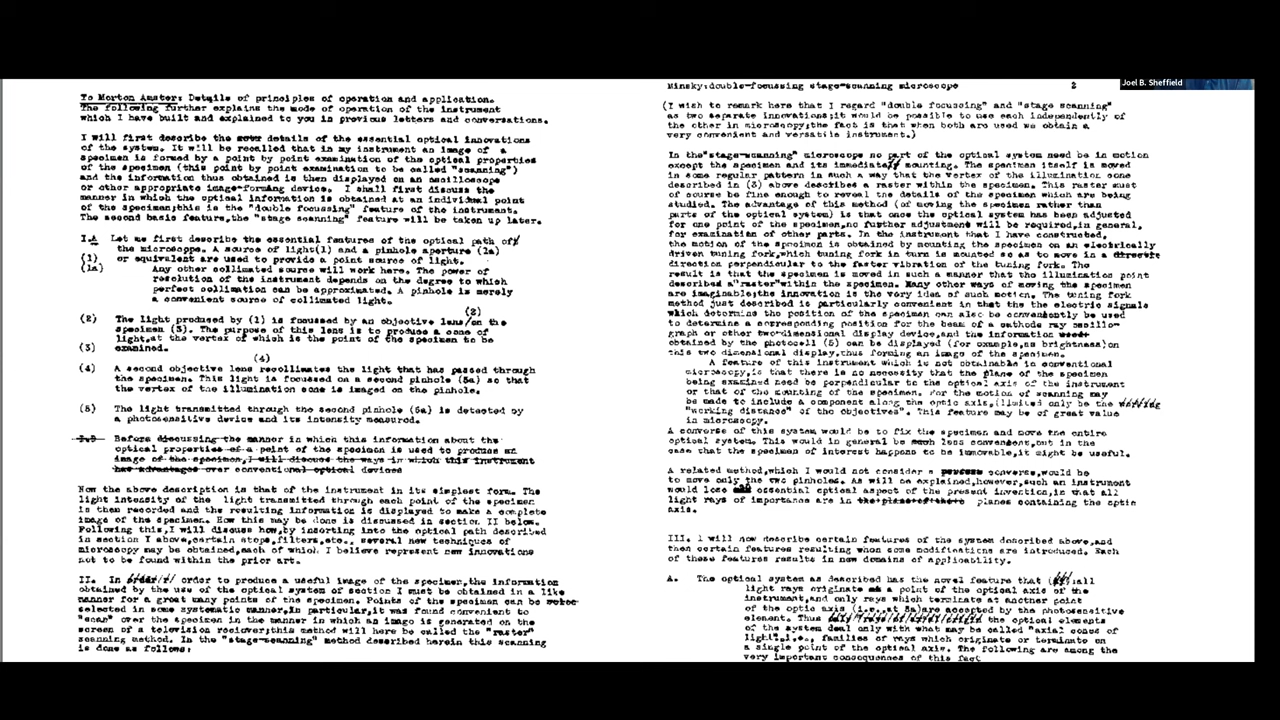 To Morton Amster: Details of principles of operation and application.
The following further explains the mode of operation of the instrument
which I have built and explained to you in previous letters and conversations.
I will first describe the details of the essential optical innovations
of the system. It will be recalled that in my instrument an image of a
specimen is formed by a point by point examination of the optical properties
of the specimen (this point by point examination to be called "scanning")
and the information thus obtained is then displayed on an oscilloscope
or other appropriate image-forming device. I shall first discuss the
manner in which the optical information is obtained at an individual point
of the specimen;this is the "double focussing" feature of the instrument.
The second basic feature,the "stage scanning" feature will be taken up later.
I.A Let me first describe the essential features of the optical path of
the microscope. A source of light(1) and a pinhole aperture (1a)
(1) or equivalent are used to provide a point source of light.
(1a) Any other collimated source will work here. The power of
resolution of the instrument depends on the degree to which
perfect collimation can be approximated. A pinhole is merely
a convenient source of collimated light.
(2)
(2) The light produced by (1) is focussed by an objective lens/on the
specimen (3). The purpose of this lens is to produce a cone of
light,at the vertex of which is the point of the specimen to be
(3) examined.
(4)
(4) A second objective lens recollimates the light that has passed through
the specimen. This light is focussed on a second pinhole (5a) so that
the vertex of illumination cone is imaged on the pinhole.
(5) The light transmitted through the second pinhole (5a) is detected by
a photosensitive device and its intensity measured.
Before discussing the manner in which this information about the
optical properties of a point of the specimen is used to produce an
image of the specimen,I will discuss the ways in which this instrument
has advantages over conventional optical devices
Now the above description is that of the instrument in its simplest form. The
light intensity of the light transmitted through each point of the specimen
is then recorded and the resulting information is displayed to make a complete
image of the specimen. How this may be done is discussed in section II below.
Following this,I will discuss how,by inserting into the optical path described
in section I above,certain stops,filters,etc., several new techniques of
microscopy may be obtained,each of which I believe represent new innovations
not to be found within the prior art.
II. In order to produce a useful image of the specimen,the information
obtained by the use of the optical system of section I must be obtained in a like
manner for a great many points of the specimen. Points of the specimen can be
selected in some systematic manner.In particular,it was found convenient to
"scan" over the specimen in the manner in which an image is generated on the
screen of a television reciever;this method will here be called the "raster"
scanning method. In the "stage-scanning" method described herein this scanning
is done as follows:
Joel B. Sheffield
Minsky:double-focussing stage-scanning microscope 2
(I wish to remark here that I regard "double focussing" and "stage scanning"
as two separate innovations;it would be possible to use each independently of
the other in microscopy;the fact is that when both are used we obtain a
very convenient and versatile instrument.)
In the"stage-scanning" microscope no part of the optical system need be in motion
except the specimen and its immediate mounting. The specimen itself is moved
in some regular pattern in such a way that the vertex of the illumination cone
described in (3) above describes a raster within the specimen. This raster must
of course be fine enough to reveal the details of the specimen which are being
studied. The advantage of this method (of moving the specimen rather than
parts of the optical system) is that once the optical system has been adjusted
for one point of the specimen,no further adjustment will be required,in general,
for examination of other parts. In the instrument that I have constructed,
the motion of the specimen is obtained by mounting the specimen on an electrically
driven tuning fork,which tuning fork in turn is mounted so as to move in a
direction perpendicular to the faster vibration of the tuning fork. The
result is that the specimen is moved in such a manner that the illumination point
described a"raster"within the specimen. Many other ways of moving the specimen
are imaginable;the innovation is the very idea of such motion. The tuning fork
method just described is particularly convenient in that the the electric signals
which determine the position of the specimen can also be conveniently be used
to determine a corresponding position for the beam of a cathode ray oscillo-
graph or other two-dimensional display device,and the information
obtained by the photocell (5) can be displayed (for example,as brightness)on
this two dimensional display,thus forming an image of the specimen.
A feature of this instrument,which is not obtainable in conventional
microscopy,is that there is no necessity that the plane of the specimen
being examined need be perpendicular to the optical axis of the instrument
or that of the mounting of the specimen. For the motion of scanning may
be made to include a component along the optic axis,(limited only be the working
"working distance" of the objectives". This feature may be of great value
in microscopy.
A converse of this system would be to fix the specimen and move the entire
optical system. This would in general be much less convenient,but in the
case that the specimen of interest happens to be immovable,it might be useful.
A related method,which I would not consider a converse,would be
to move only the two pinholes. As will be explained,however,such an instrument
would lose essential optical aspect of the present invention,in that all
light rays of importance are in the planes of there planes containing the optic
axis.
III. I will now describe certain features of the system described above,and
then certain features resulting when some modifications are introduced. Each
of these features results in new domains of applicability.
A. The optical system as described has the novel feature that all
light rays originate a point of the optical axis of the
instrument,and only rays which terminate at another point
of the optic axis (i.e.,at 5a)are accepted by the photosensitive
element. Thus the optical elements
of the system deal only with what may be called "axial cones of
light".i.e., families of rays which originate or terminate on
a single point of the optical axis. The following are among the
very important consequences of this fact